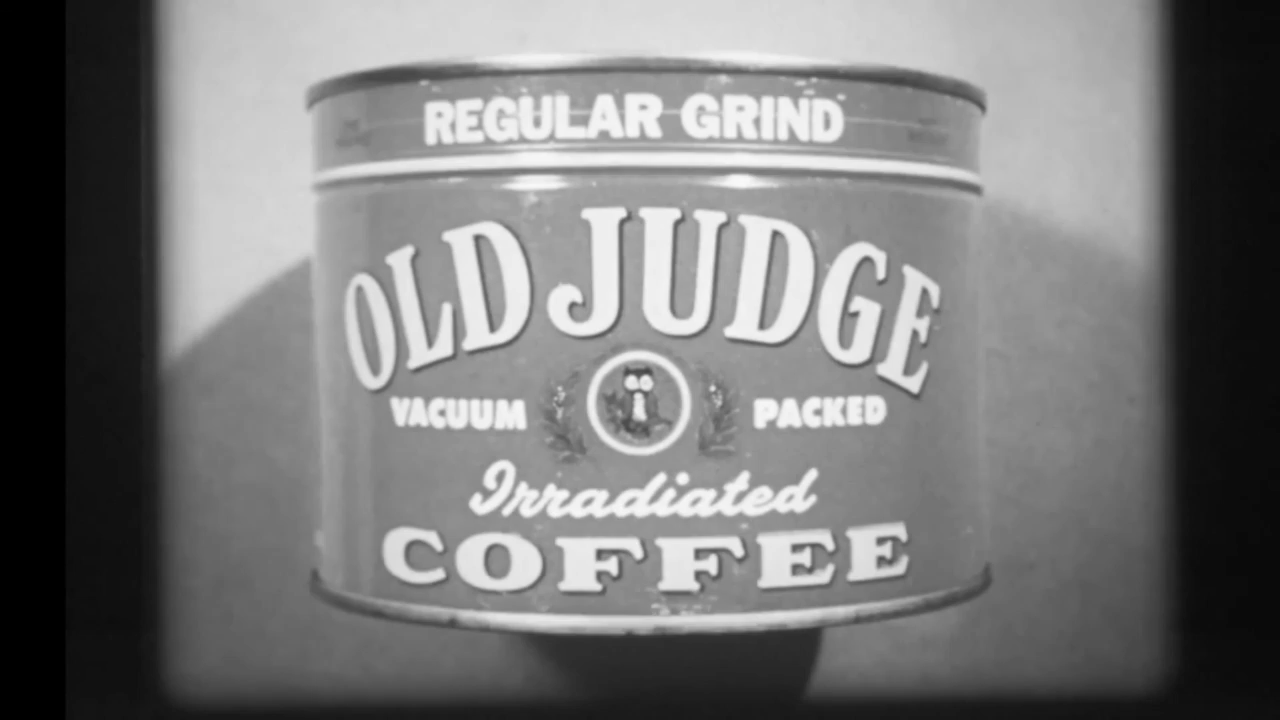 REGULAR GRIND
OLD JUDGE
VACUUM PACKED
Irradiated
COFFEE